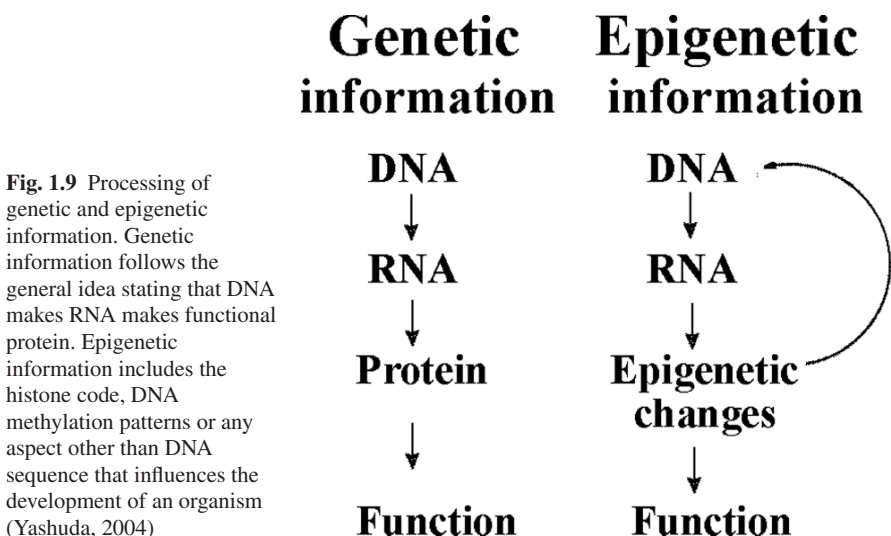 Fig. 1.9 Processing of
genetic and epigenetic
information. Genetic
information follows the
general idea stating that DNA
makes RNA makes functional
protein. Epigenetic
information includes the
histone code, DNA
methylation patterns or any
aspect other than DNA
sequence that influences the
development of an organism
(Yashuda, 2004)
Genetic
information
DNA
RNA
Protein
Function
Epigenetic
information
DNA
RNA
Epigenetic
changes
Function